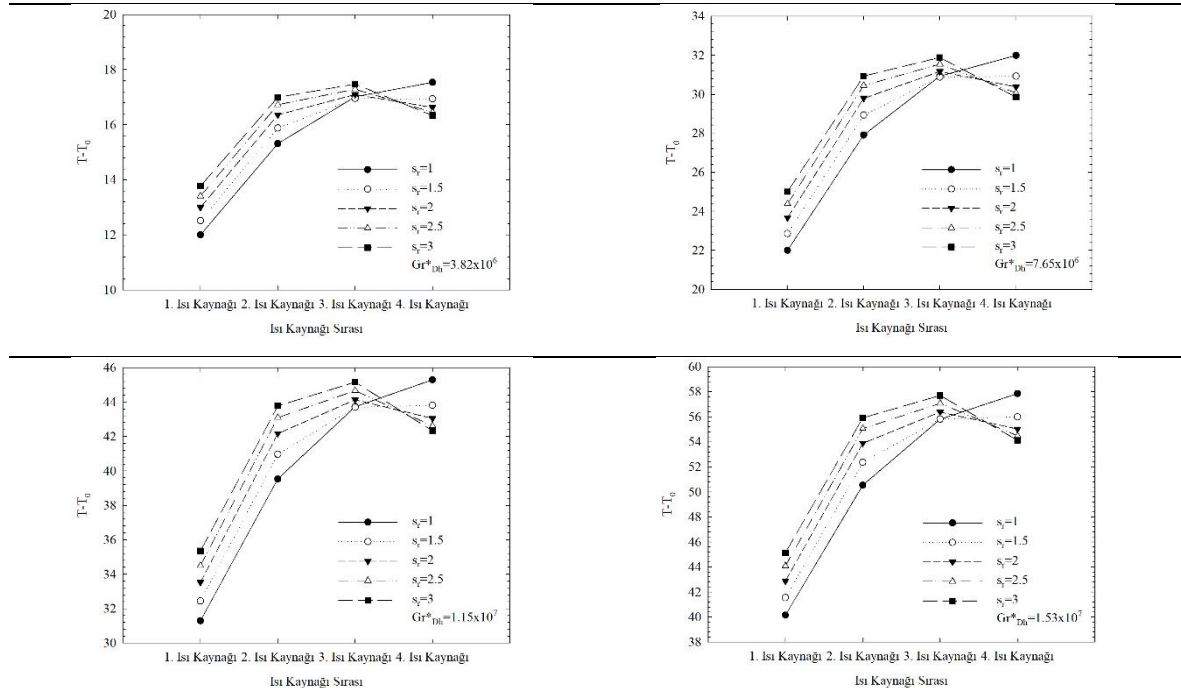 20
18
16
14
12
10
T-T0
sr=1
sr=1.5
sr=2
sr=2.5
sr=3
Gr*Dh=3.82x10^6
1. Isı Kaynağı 2. Isı Kaynağı 3. Isı Kaynağı 4. Isı Kaynağı
Isı Kaynağı Sırası
34
32
30
28
26
24
22
20
T-T0
sr=1
sr=1.5
sr=2
sr=2.5
sr=3
Gr*Dh=7.65x10^6
1. Isı Kaynağı 2. Isı Kaynağı 3. Isı Kaynağı 4. Isı Kaynağı
Isı Kaynağı Sırası
46
44
42
40
38
36
34
32
30
T-T0
sr=1
sr=1.5
sr=2
sr=2.5
sr=3
Gr*Dh=1.15x10^7
1. Isı Kaynağı 2. Isı Kaynağı 3. Isı Kaynağı 4. Isı Kaynağı
Isı Kaynağı Sırası
60
58
56
54
52
50
48
46
44
42
40
38
T-T0
sr=1
sr=1.5
sr=2
sr=2.5
sr=3
Gr*Dh=1.53x10^7
1. Isı Kaynağı 2. Isı Kaynağı 3. Isı Kaynağı 4. Isı Kaynağı
Isı Kaynağı Sırası